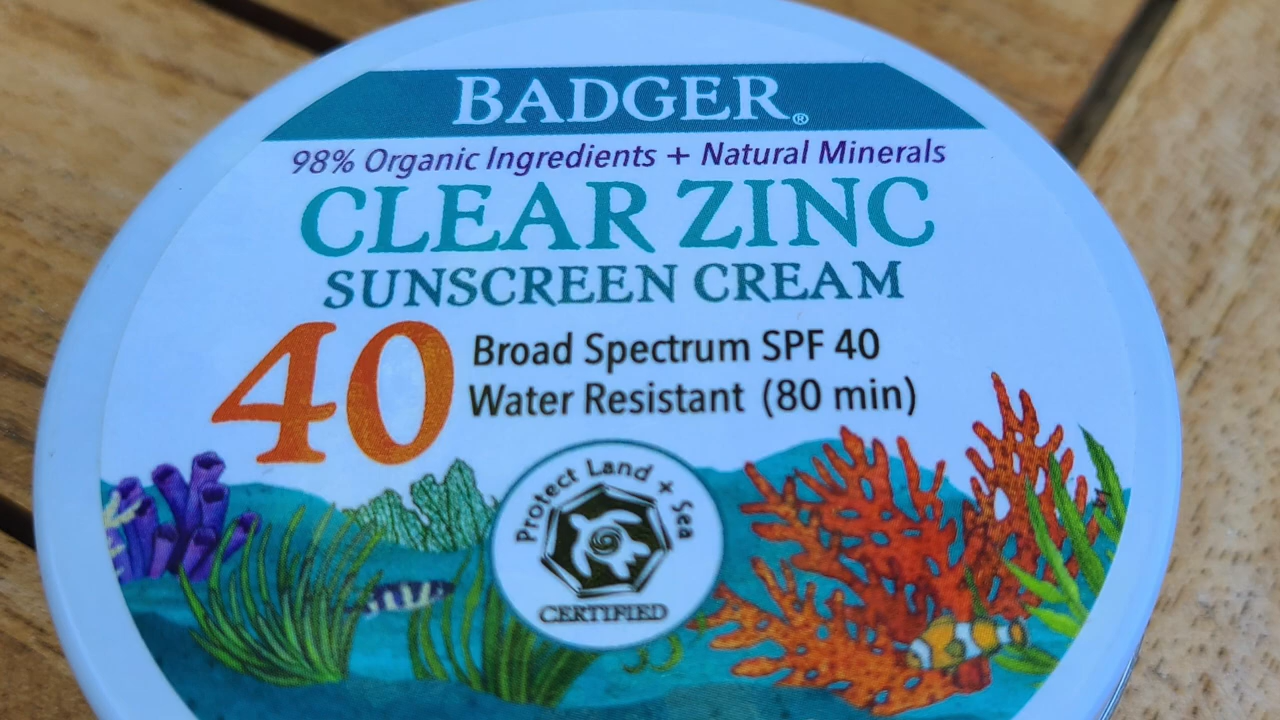 BADGER®
98% Organic Ingredients + Natural Minerals
CLEAR ZINC
SUNSCREEN CREAM
40
Broad Spectrum SPF 40
Water Resistant (80 min)
Protect Land + Sea
CERTIFIED